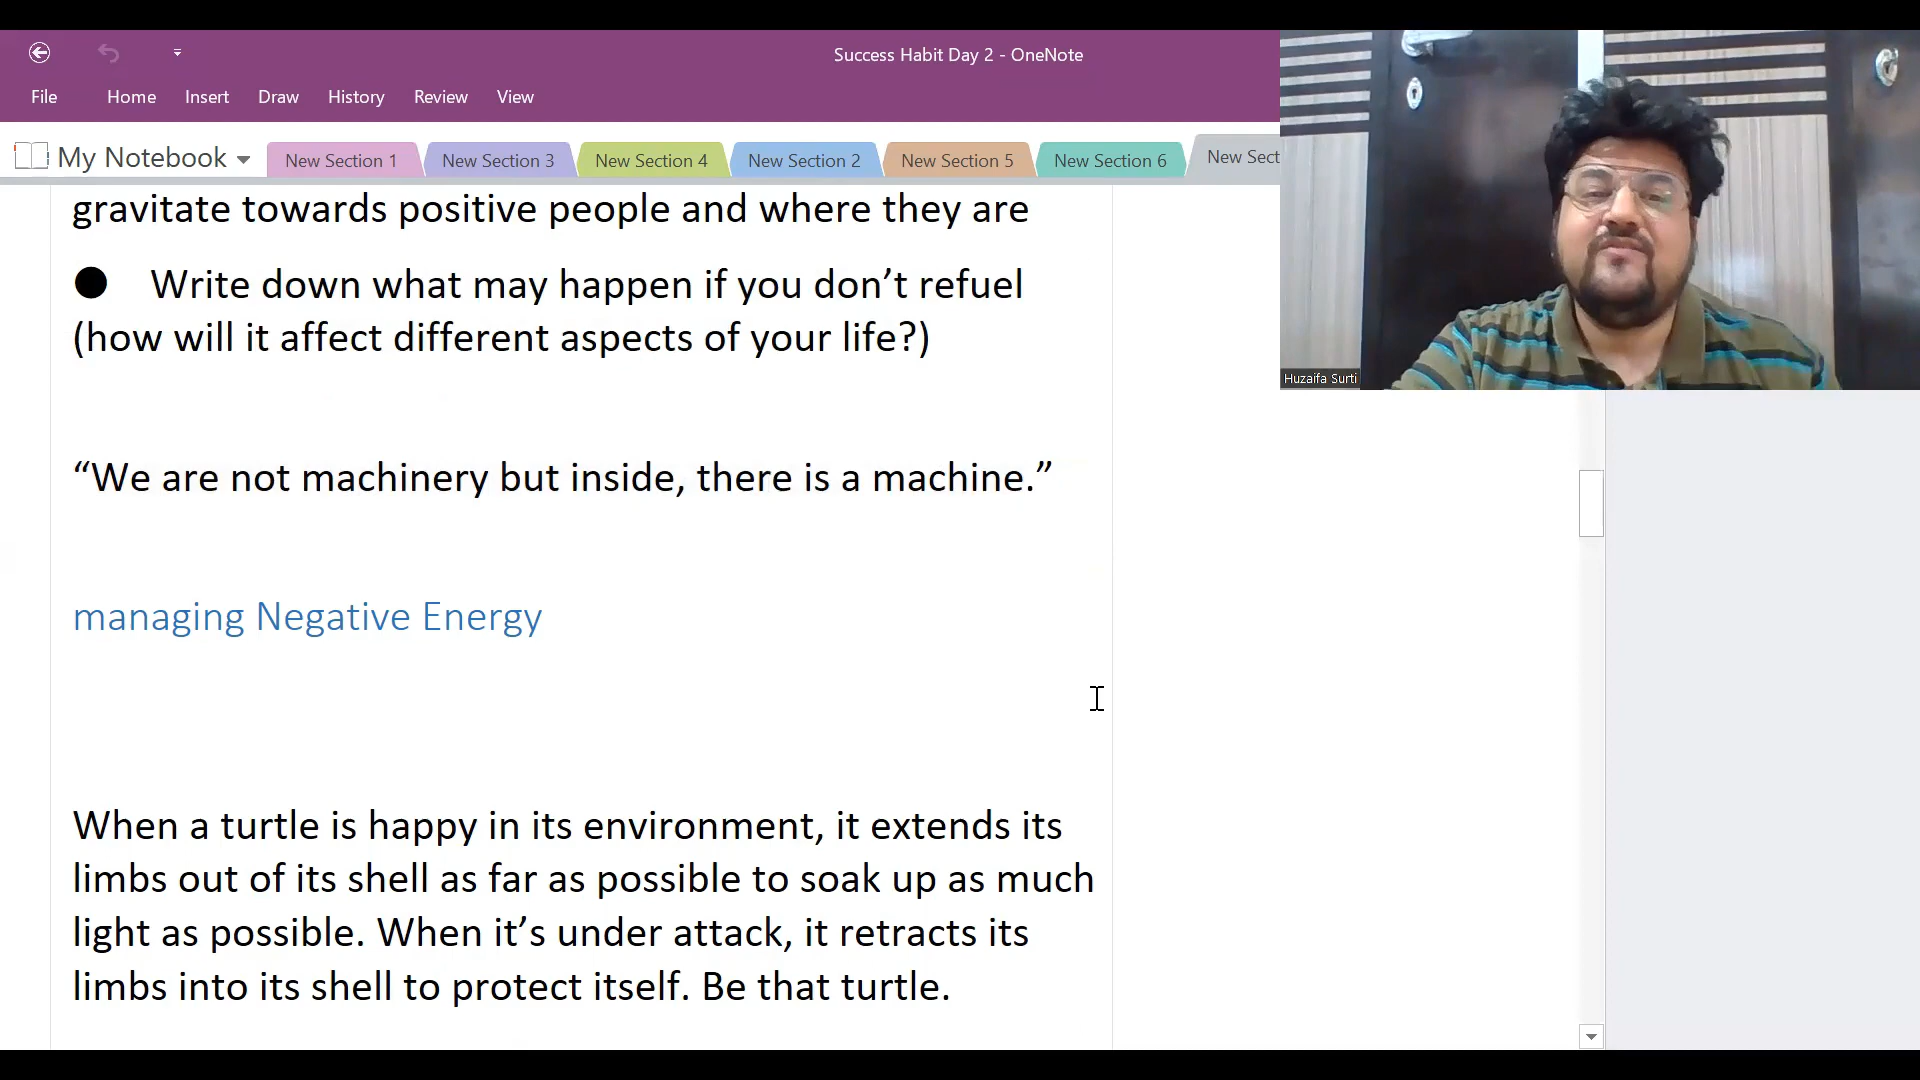 Success Habit Day 2 - OneNote
File Home Insert Draw History Review View
My Notebook New Section 1 New Section 3 New Section 4 New Section 2 New Section 5 New Section 6 New Sect
Huzaifa Surti
gravitate towards positive people and where they are
● Write down what may happen if you don’t refuel
(how will it affect different aspects of your life?)
“We are not machinery but inside, there is a machine.”
managing Negative Energy
When a turtle is happy in its environment, it extends its
limbs out of its shell as far as possible to soak up as much
light as possible. When it’s under attack, it retracts its
limbs into its shell to protect itself. Be that turtle.